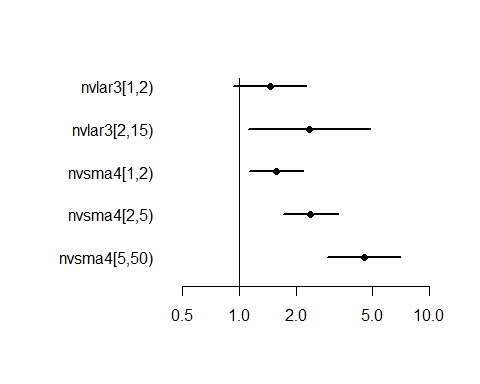 nvlar3[1,2)
nvlar3[2,15)
nvsma4[1,2)
nvsma4[2,5)
nvsma4[5,50)
0.5 1.0 2.0 5.0 10.0